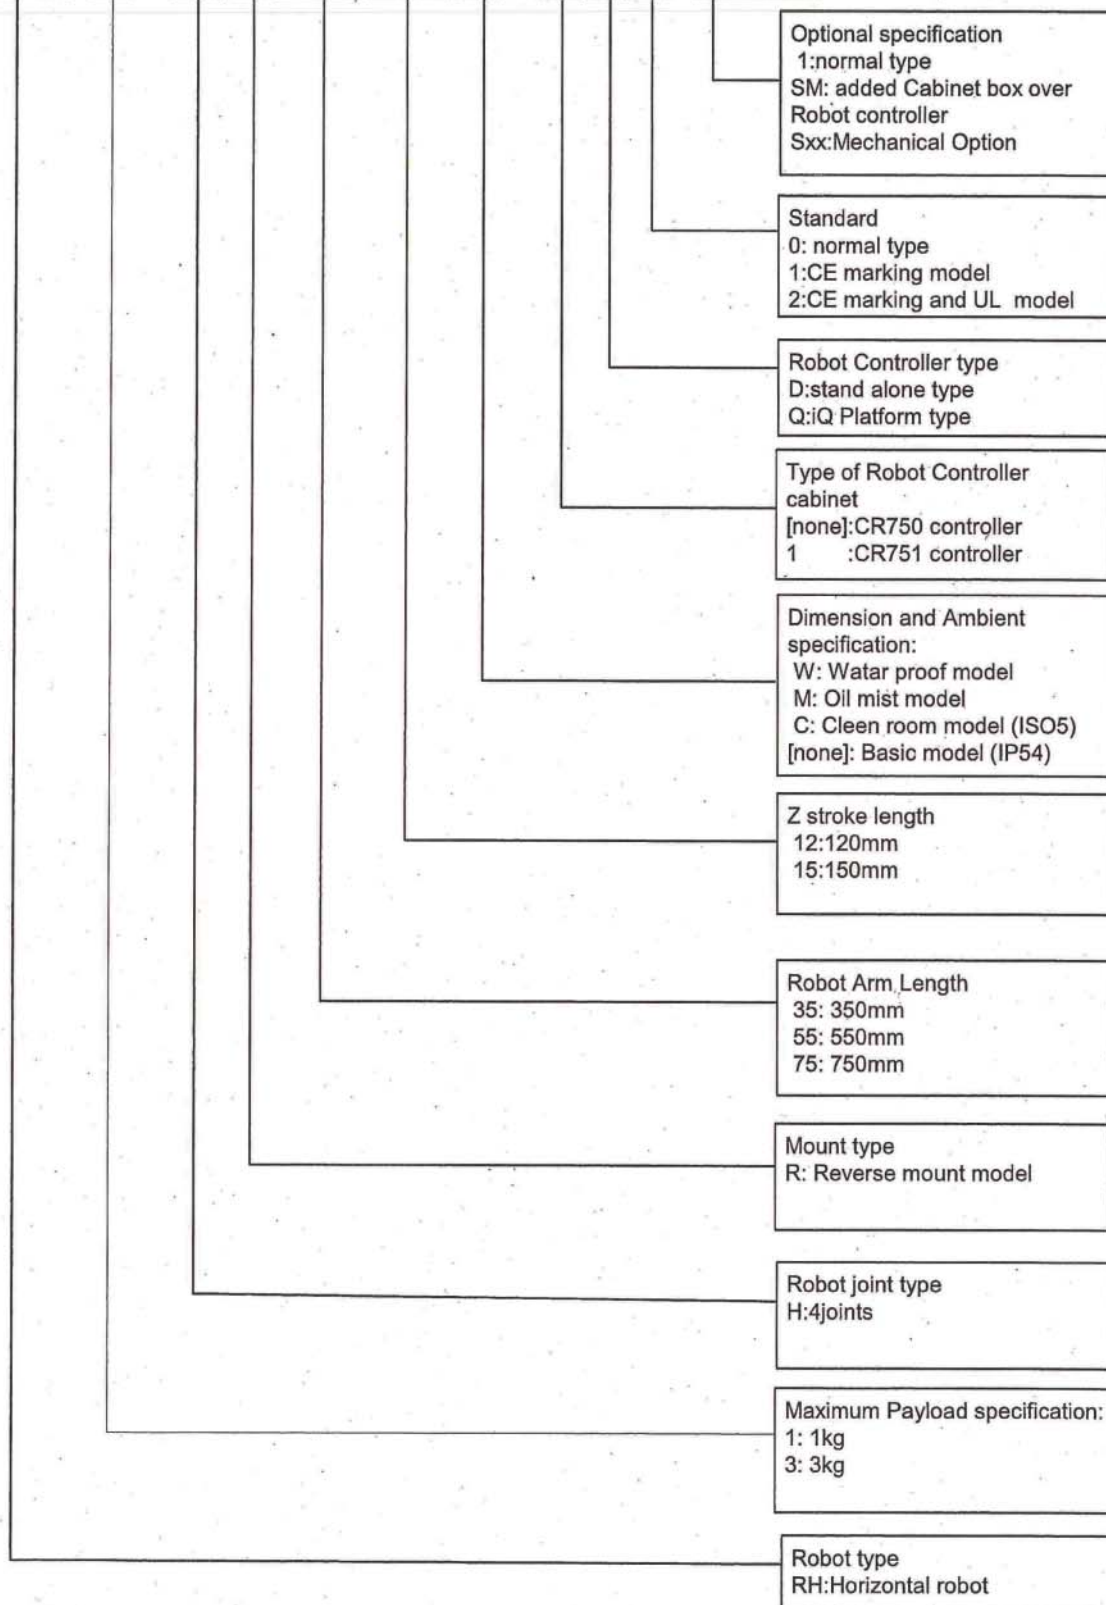 Optional specification
1:normal type
SM: added Cabinet box over
Robot controller
Sxx:Mechanical Option
Standard
0: normal type
1:CE marking model
2:CE marking and UL model
Robot Controller type
D:stand alone type
Q:iQ Platform type
Type of Robot Controller
cabinet
[none]:CR750 controller
1 :CR751 controller
Dimension and Ambient
specification:
W: Watar proof model
M: Oil mist model
C: Cleen room model (ISO5)
[none]: Basic model (IP54)
Z stroke length
12:120mm
15:150mm
Robot Arm Length
35: 350mm
55: 550mm
75: 750mm
Mount type
R: Reverse mount model
Robot joint type
H:4joints
Maximum Payload specification:
1: 1kg
3: 3kg
Robot type
RH:Horizontal robot